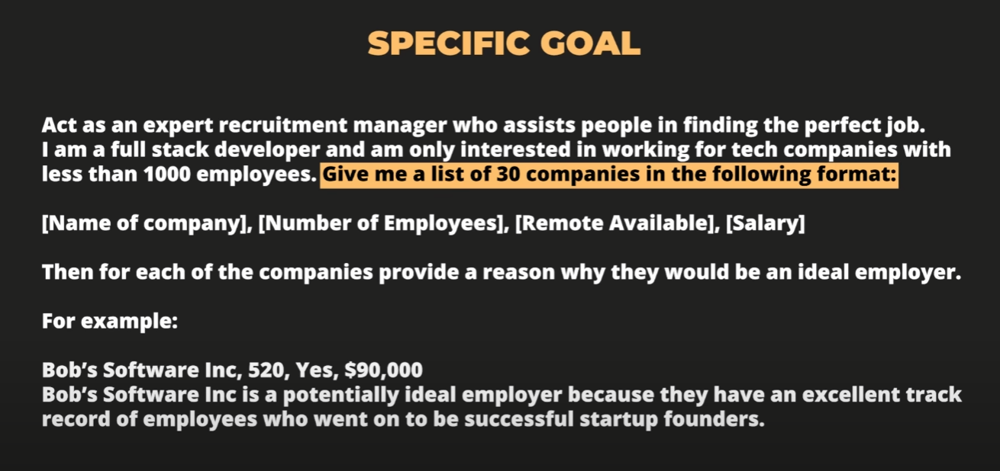 SPECIFIC GOAL
Act as an expert recruitment manager who assists people in finding the perfect job.
I am a full stack developer and am only interested in working for tech companies with
less than 1000 employees. Give me a list of 30 companies in the following format:
[Name of company], [Number of Employees], [Remote Available], [Salary]
Then for each of the companies provide a reason why they would be an ideal employer.
For example:
Bob’s Software Inc, 520, Yes, $90,000
Bob’s Software Inc is a potentially ideal employer because they have an excellent track
record of employees who went on to be successful startup founders.